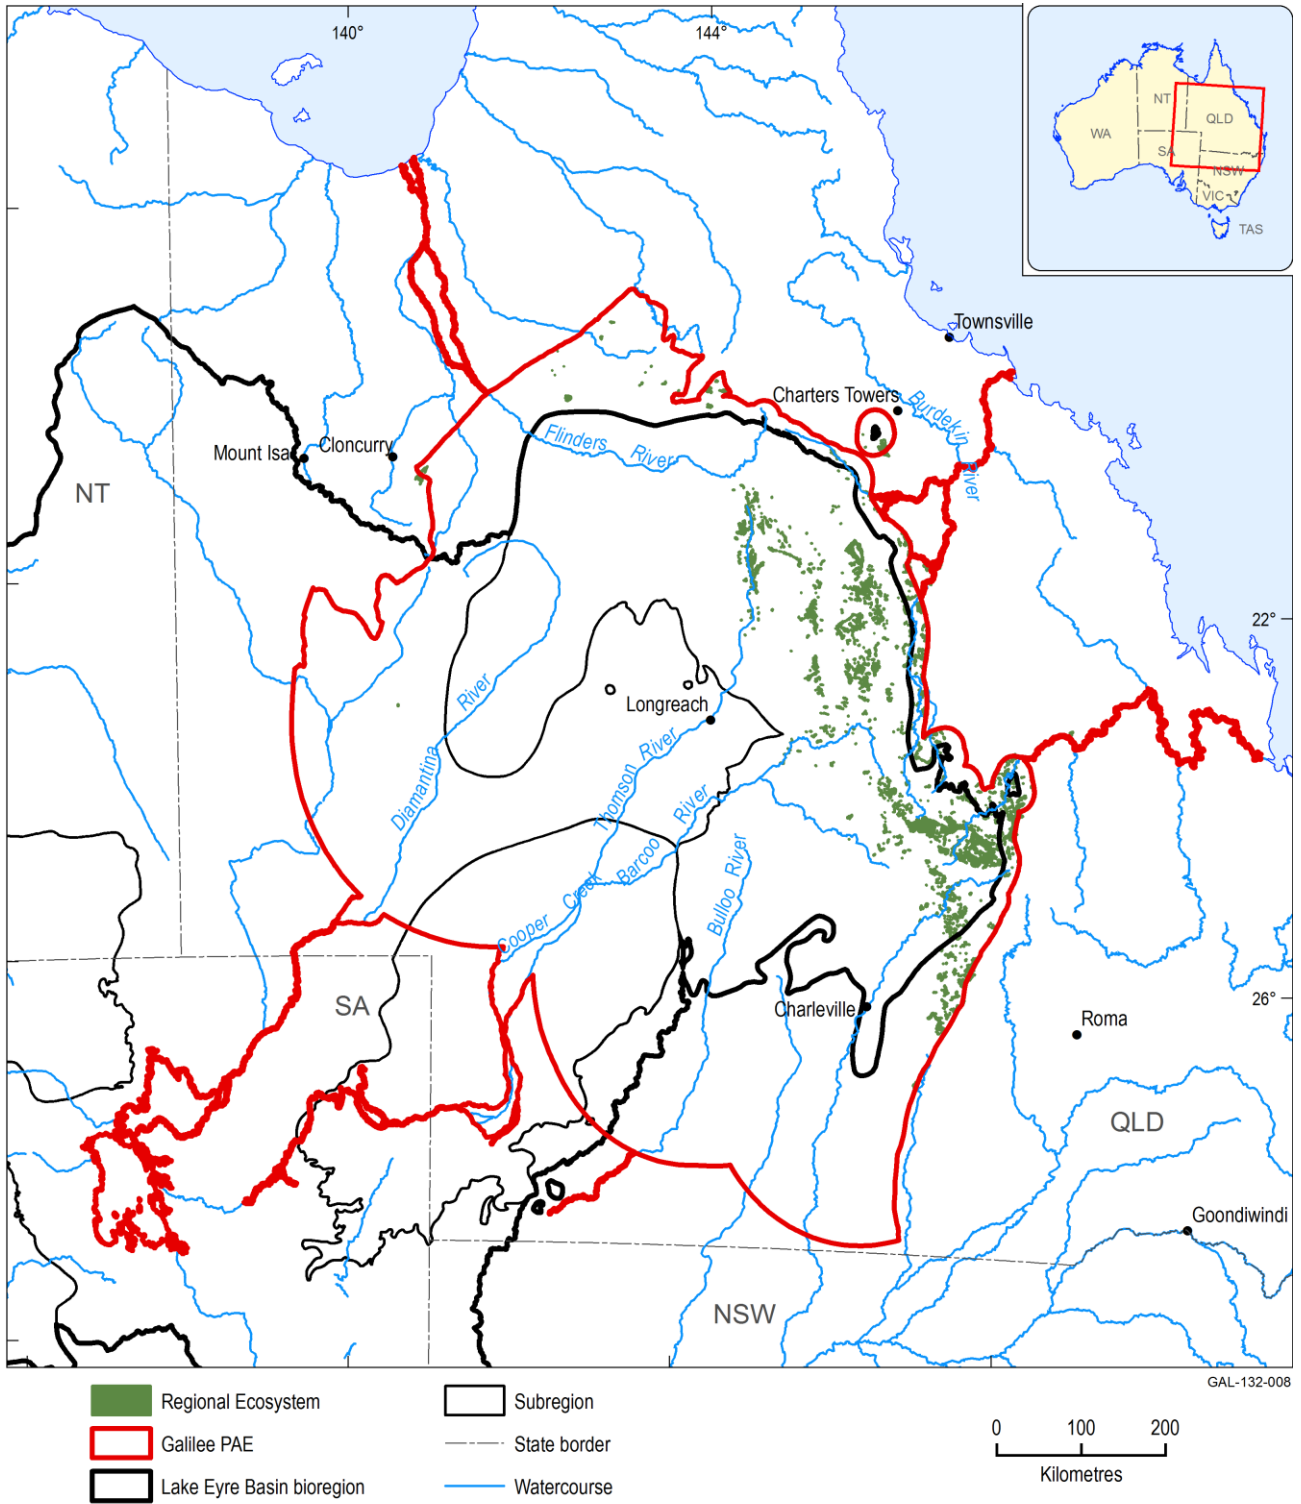 140°
144°
NT
QLD
WA
SA
NSW
VIC
TAS
Townsville
Charters Towers
Burdekin
River
Mount Isa
Cloncurry
Flinders River
NT
22°
Longreach
Diamantina
River
Thomson River
Barcoo River
Cooper Creek
Bulloo River
SA
Charleville
26°
Roma
QLD
Goondiwindi
NSW
GAL-132-008
Regional Ecosystem
Subregion
Galilee PAE
State border
Lake Eyre Basin bioregion
Watercourse
0 100 200
Kilometres